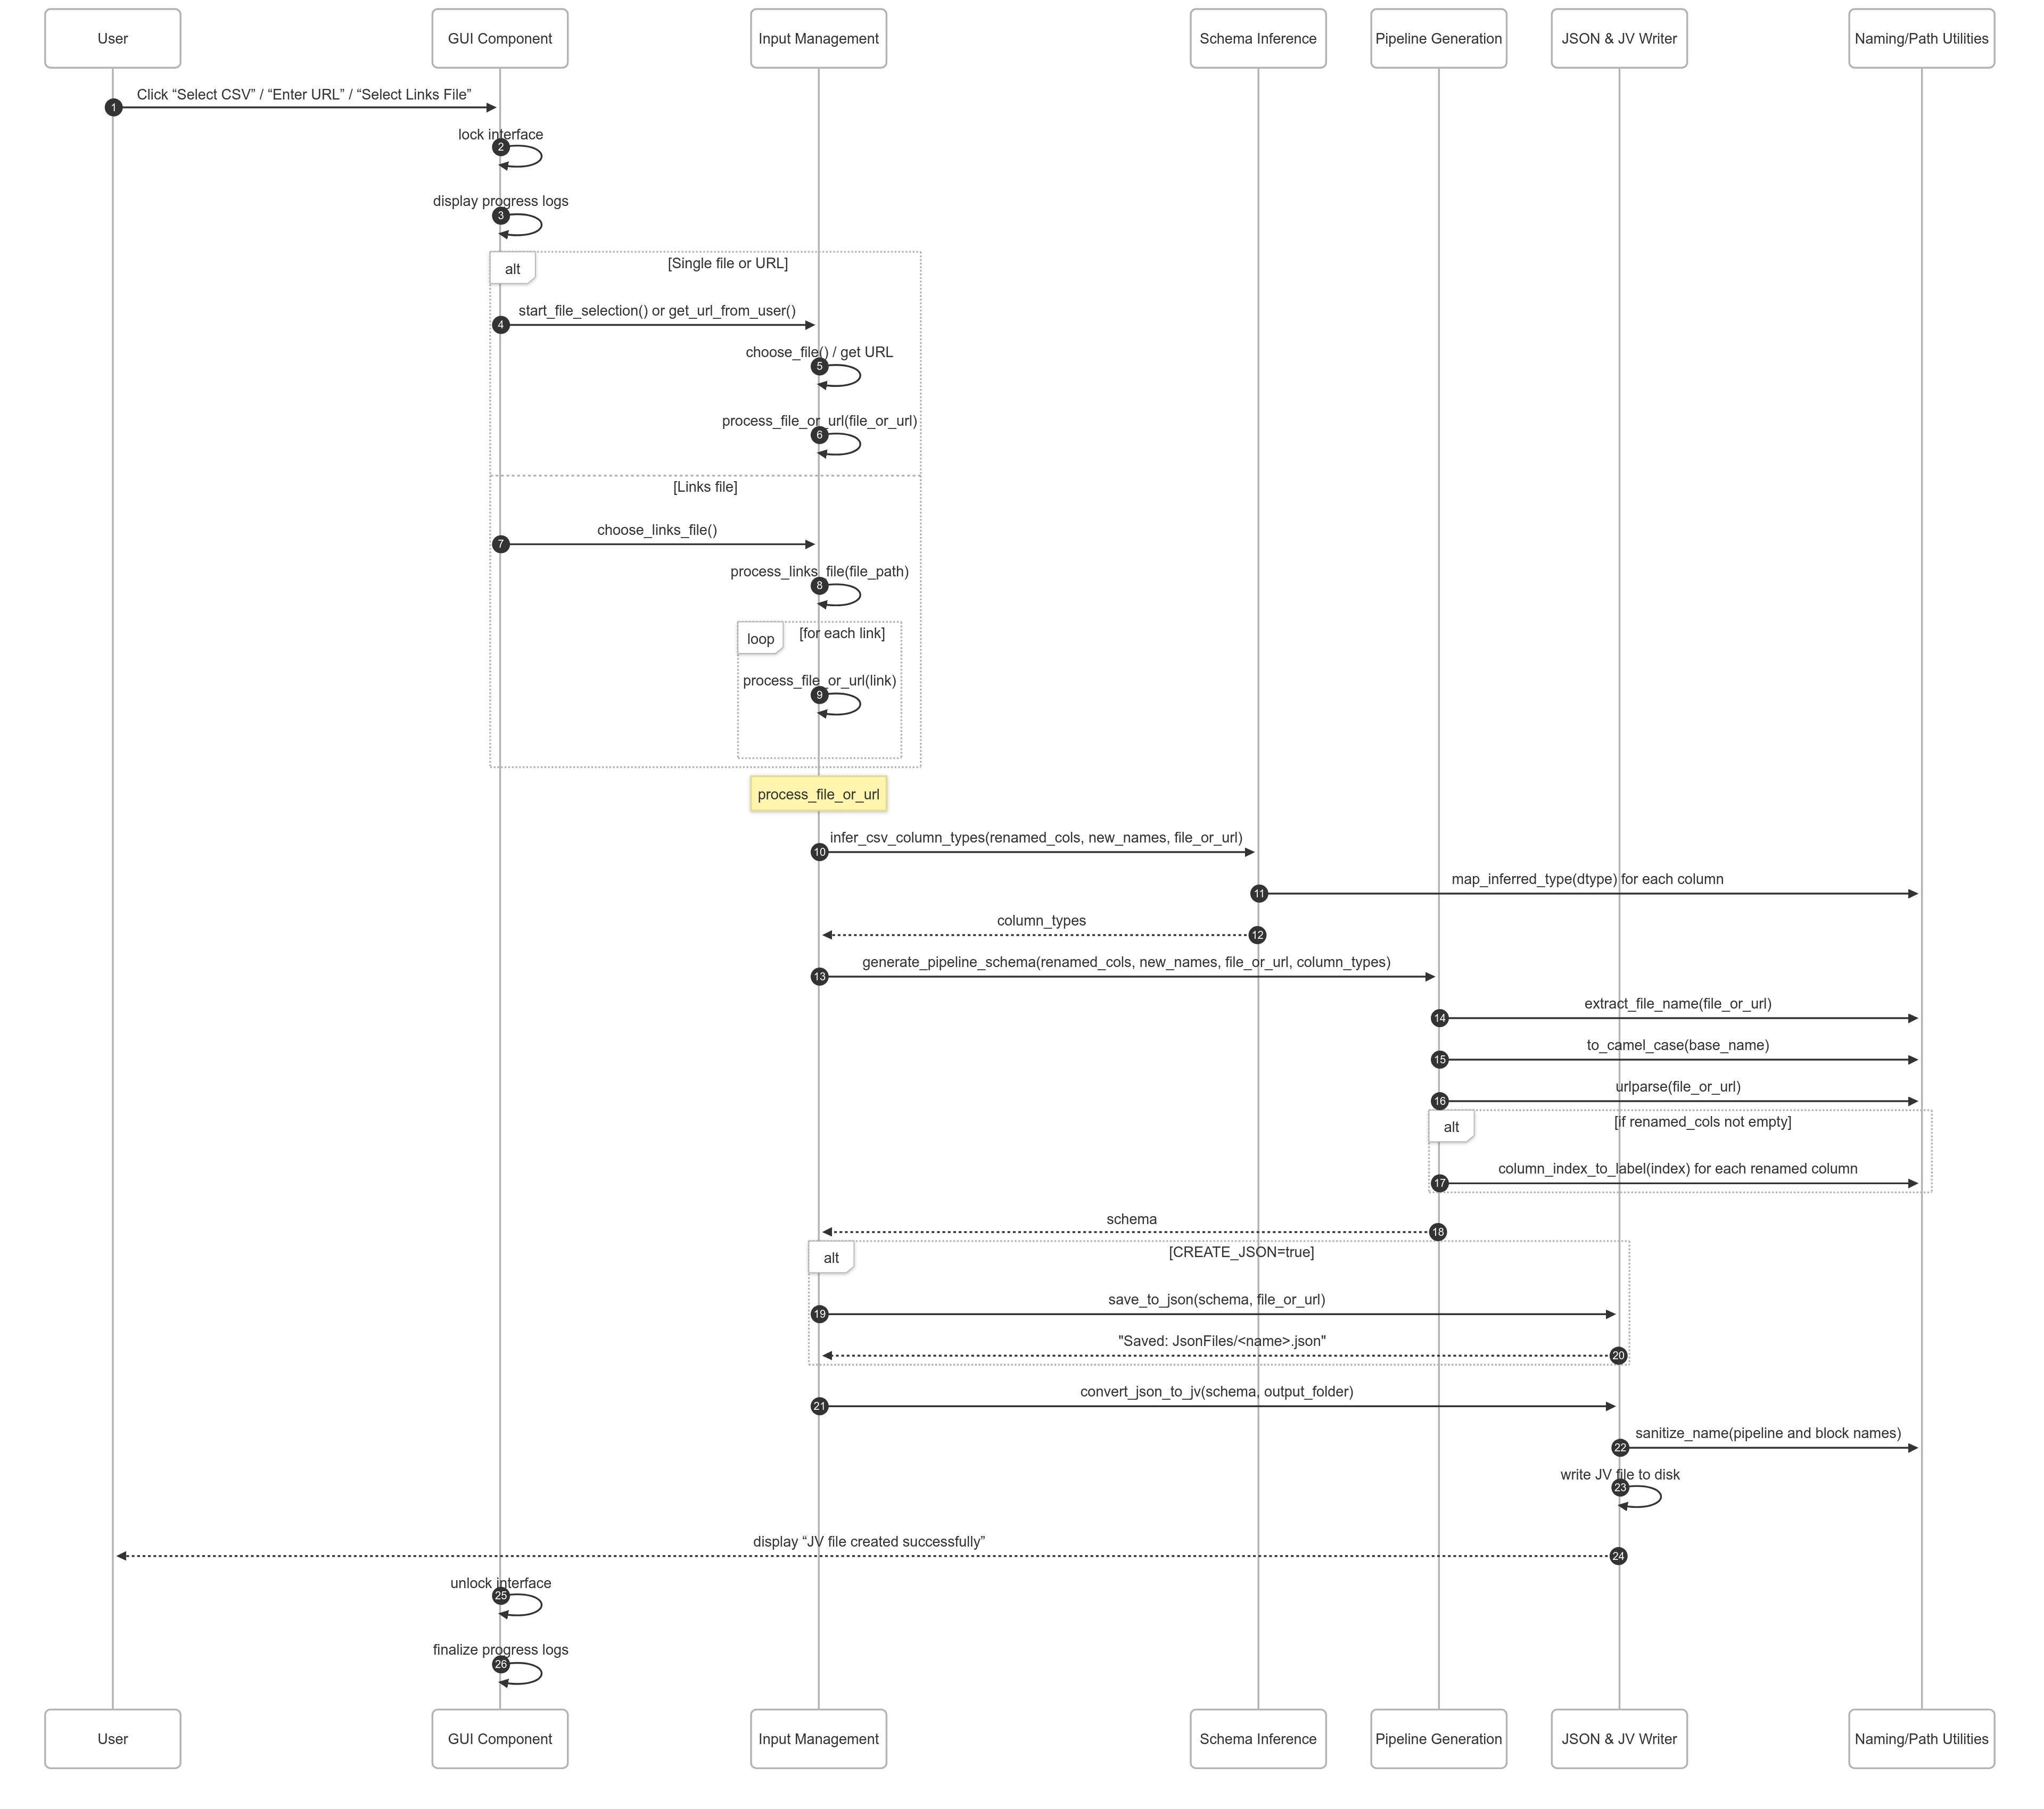 User
GUI Component
Input Management
Schema Inference
Pipeline Generation
JSON & JV Writer
Naming/Path Utilities
Click “Select CSV” / “Enter URL” / “Select Links File”
1
lock interface
2
display progress logs
3
alt
[Single file or URL]
start_file_selection() or get_url_from_user()
4
choose_file() / get URL
5
process_file_or_url(file_or_url)
6
[Links file]
choose_links_file()
7
process_links_file(file_path)
8
loop
[for each link]
process_file_or_url(link)
9
process_file_or_url
infer_csv_column_types(renamed_cols, new_names, file_or_url)
10
map_inferred_type(dtype) for each column
11
column_types
12
generate_pipeline_schema(renamed_cols, new_names, file_or_url, column_types)
13
extract_file_name(file_or_url)
14
to_camel_case(base_name)
15
urlparse(file_or_url)
16
alt
[if renamed_cols not empty]
column_index_to_label(index) for each renamed column
17
schema
18
alt
[CREATE_JSON=true]
save_to_json(schema, file_or_url)
19
"Saved: JsonFiles/<name>.json"
20
convert_json_to_jv(schema, output_folder)
21
sanitize_name(pipeline and block names)
22
write JV file to disk
23
display “JV file created successfully”
24
unlock interface
25
finalize progress logs
26
User
GUI Component
Input Management
Schema Inference
Pipeline Generation
JSON & JV Writer
Naming/Path Utilities